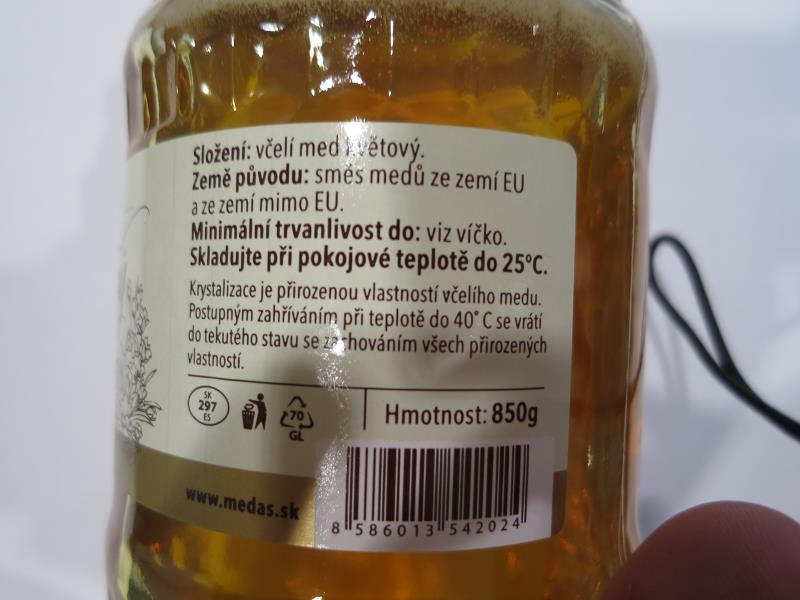 Složení: včelí med květový.
Země původu: směs medů ze zemí EU
a ze zemí mimo EU.
Minimální trvanlivost do: viz víčko.
Skladujte při pokojové teplotě do 25°C.
Krystalizace je přirozenou vlastností včelího medu.
Postupným zahříváním při teplotě do 40° C se vrátí
do tekutého stavu se zachováním všech přirozených
vlastností.
SK
297
ES
70
GL
Hmotnost: 850g
www.medas.sk
8 586013 542024